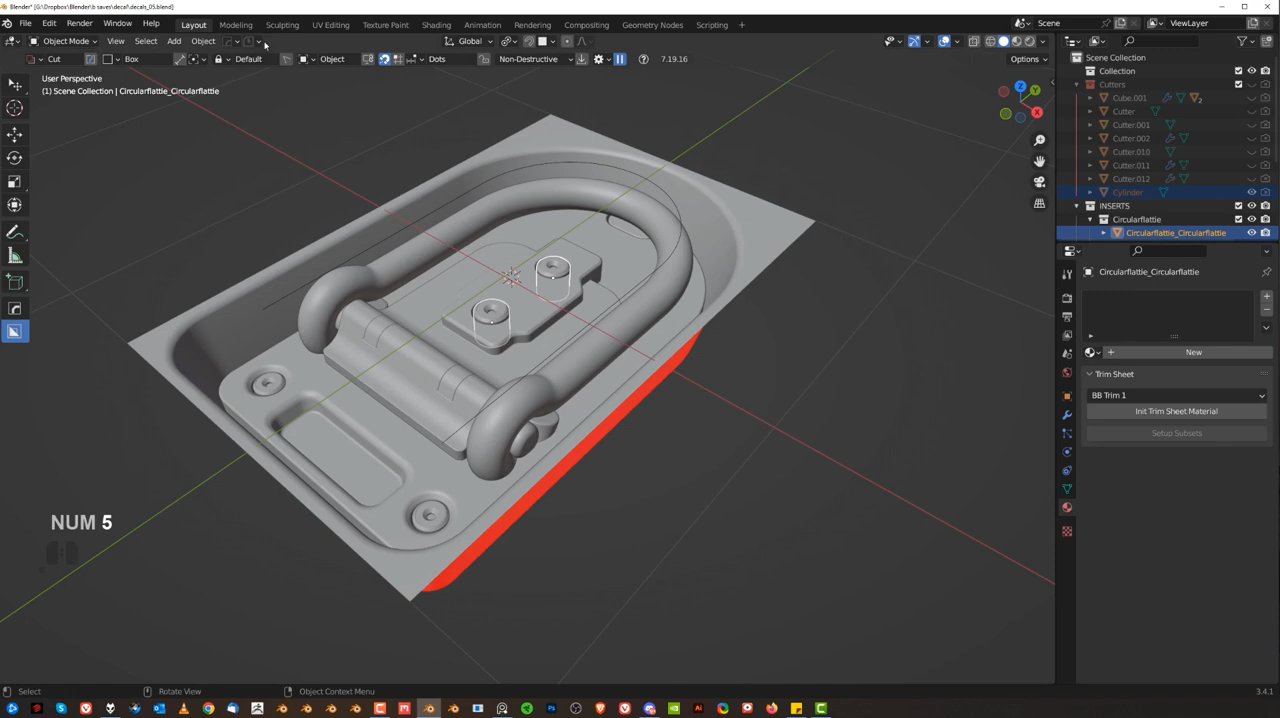 Blender* [G:\Dropbox\Blender\b saves\decal\decals_05.blend]
File Edit Render Window Help Layout Modeling Sculpting UV Editing Texture Paint Shading Animation Rendering Compositing Geometry Nodes Scripting + Scene ViewLayer
Object Mode View Select Add Object Global
Cut Box Default Object Dots Non-Destructive 7.19.16 Options
User Perspective
(1) Scene Collection | Circularflattie_Circularflattie
Z
Y
X
NUM 5
Scene Collection
Collection
Cutters
Cube.001 2
Cutter
Cutter.001
Cutter.002
Cutter.010
Cutter.011
Cutter.012
Cylinder
INSERTS
Circularflattie
Circularflattie_Circularflattie
Circularflattie_Circularflattie
New
Trim Sheet
BB Trim 1
Init Trim Sheet Material
Setup Subsets
Select Rotate View Object Context Menu 3.4.1